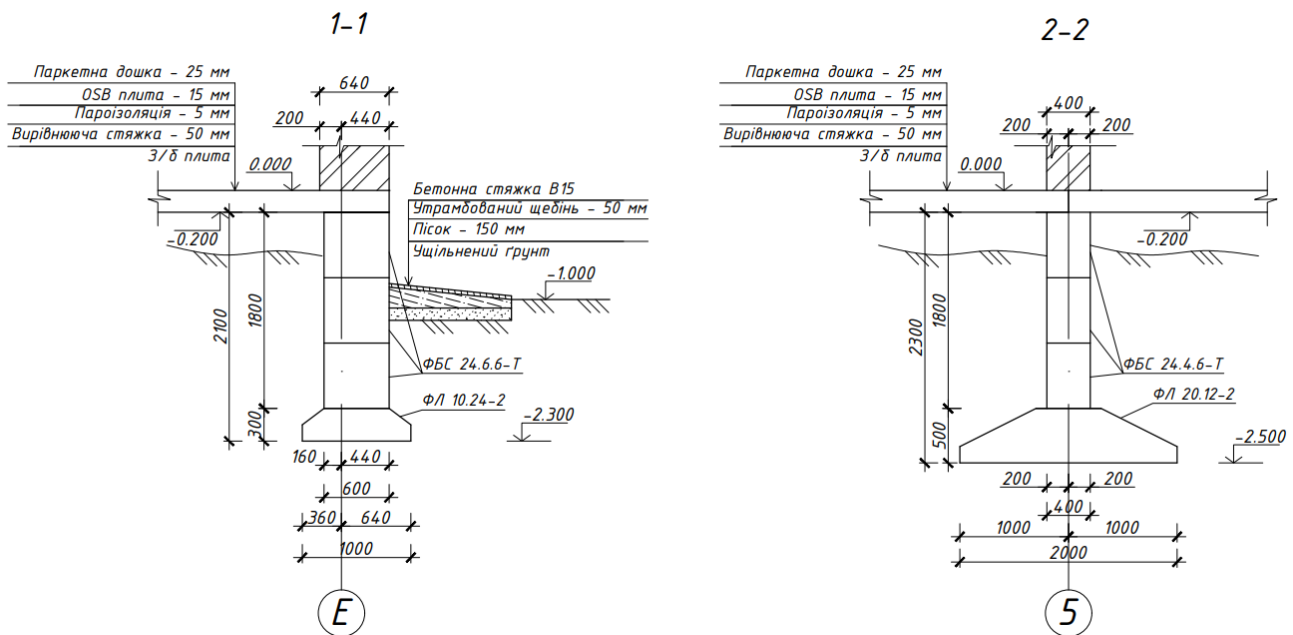 1-1
Паркетна дошка - 25 мм
OSB плита - 15 мм
Пароізоляція - 5 мм
Вирівнююча стяжка - 50 мм
З/б плита
640
200
440
0.000
-0.200
Бетонна стяжка В15
Утрамбований щебінь - 50 мм
Пісок - 150 мм
Ущільнений ґрунт
-1.000
2100
1800
300
ФБС 24.6.6-Т
ФЛ 10.24-2
-2.300
160
440
600
360
640
1000
Е
2-2
Паркетна дошка - 25 мм
OSB плита - 15 мм
Пароізоляція - 5 мм
Вирівнююча стяжка - 50 мм
З/б плита
400
200
200
0.000
-0.200
2300
1800
500
ФБС 24.4.6-Т
ФЛ 20.12-2
-2.500
200
200
400
1000
1000
2000
5